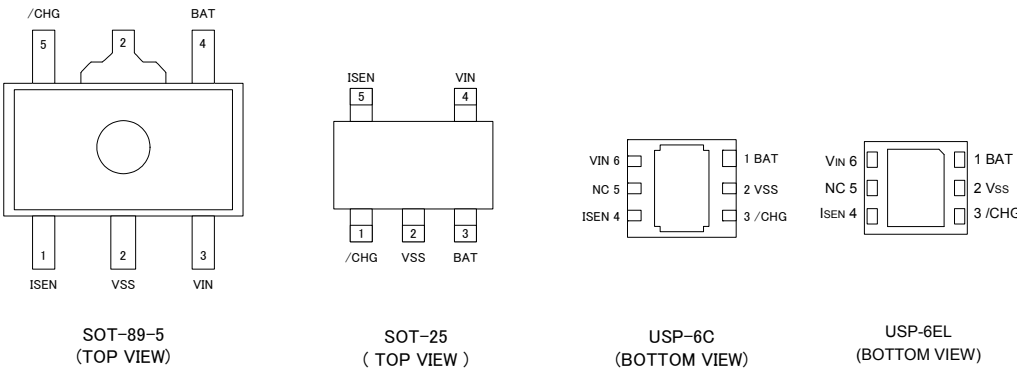 /CHG BAT
5 2 4
1 2 3
ISEN VSS VIN
SOT-89-5
(TOP VIEW)
ISEN VIN
5 4
1 2 3
/CHG VSS BAT
SOT-25
( TOP VIEW )
VIN 6 1 BAT
NC 5 2 VSS
ISEN 4 3 /CHG
USP-6C
(BOTTOM VIEW)
VIN 6 1 BAT
NC 5 2 VSS
ISEN 4 3 /CHG
USP-6EL
(BOTTOM VIEW)